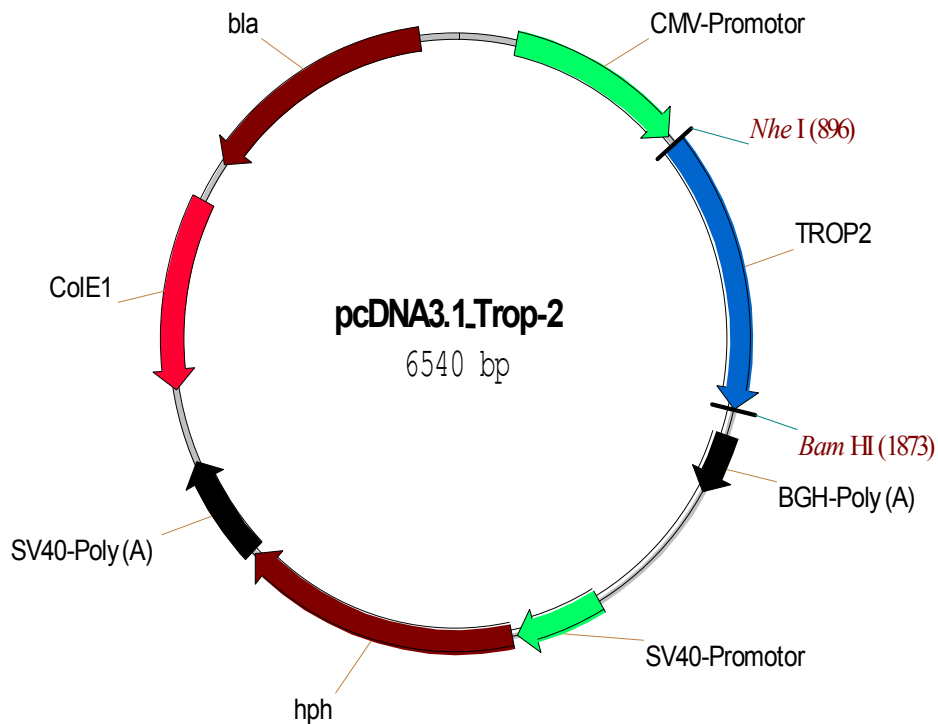 bla
CMV-Promotor
Nhe I (896)
TROP2
ColE1
pcDNA3.1_Trop-2
6540 bp
Bam HI (1873)
BGH-Poly (A)
SV40-Poly (A)
SV40-Promotor
hph